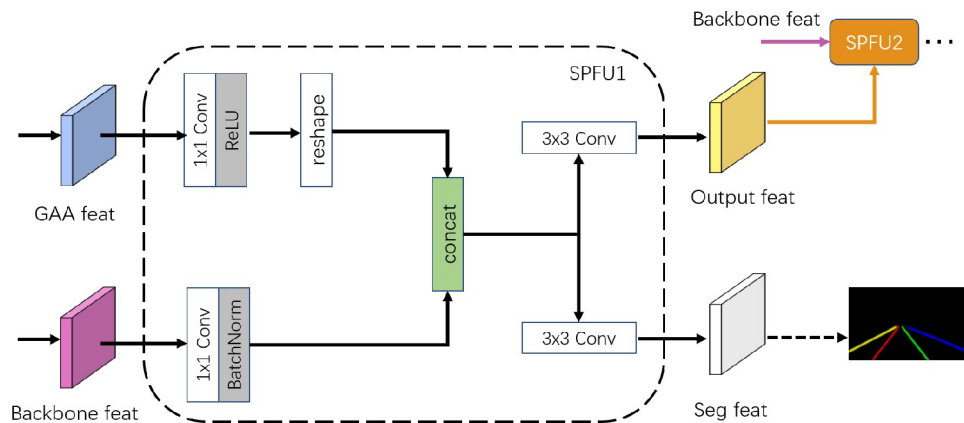 Backbone feat
SPFU2
...
SPFU1
1x1 Conv
ReLU
reshape
3x3 Conv
GAA feat
concat
Output feat
1x1 Conv
BatchNorm
3x3 Conv
Backbone feat
Seg feat